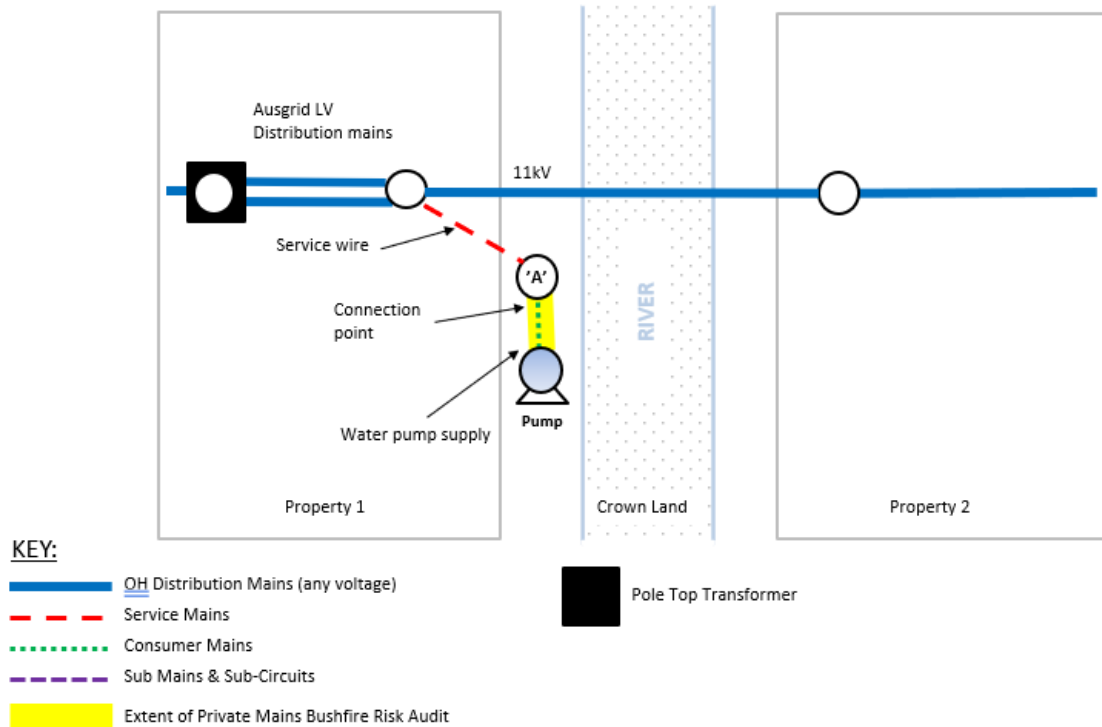 Ausgrid LV
Distribution mains
11kV
Service wire
'A'
Connection
point
RIVER
Pump
Water pump supply
Property 1
Crown Land
Property 2
KEY:
OH Distribution Mains (any voltage)
Service Mains
Consumer Mains
Sub Mains & Sub-Circuits
Extent of Private Mains Bushfire Risk Audit
Pole Top Transformer